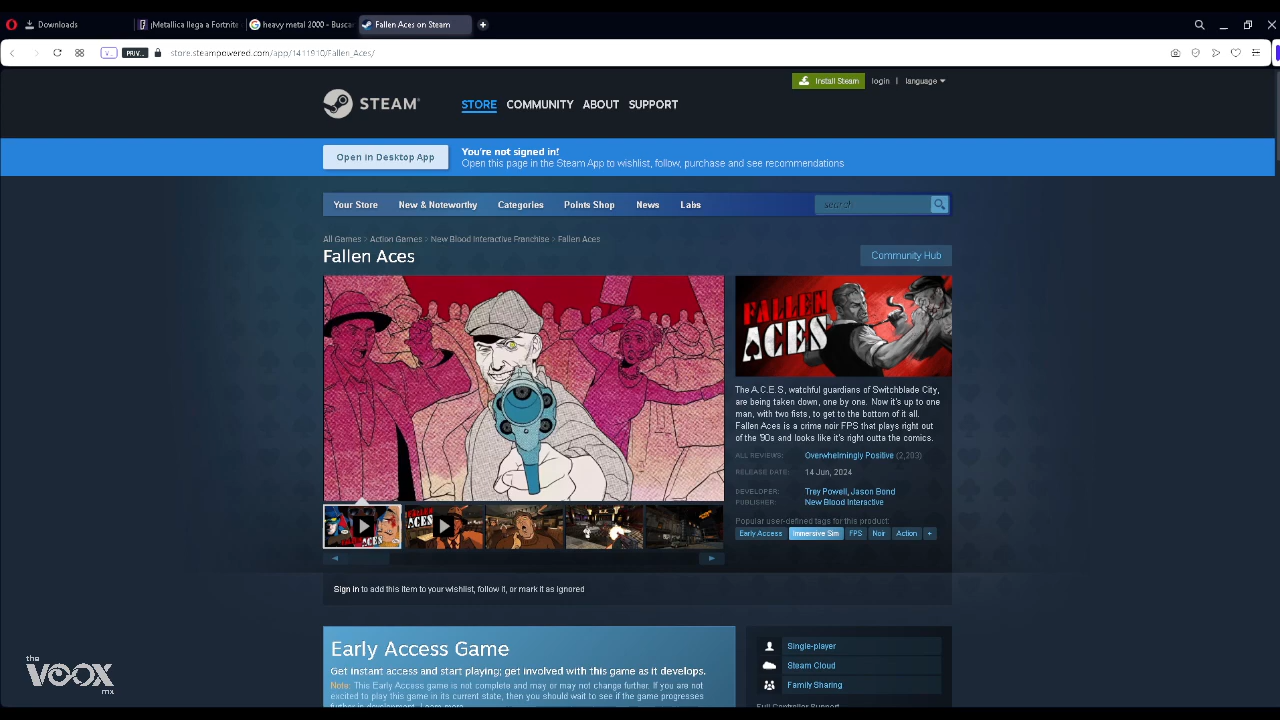 Downloads
¡Metallica llega a Fortnite
heavy metal 2000 - Busca
Fallen Aces on Steam
V...
PRIV...
store.steampowered.com/app/1411910/Fallen_Aces/
Install Steam
login | language
STEAM
STORE COMMUNITY ABOUT SUPPORT
Open in Desktop App
You're not signed in!
Open this page in the Steam App to wishlist, follow, purchase and see recommendations
Your Store New & Noteworthy Categories Points Shop News Labs
search
All Games > Action Games > New Blood Interactive Franchise > Fallen Aces
Fallen Aces
Community Hub
FALLEN
ACES
The A.C.E.S, watchful guardians of Switchblade City,
are being taken down, one by one. Now it's up to one
man, with two fists, to get to the bottom of it all.
Fallen Aces is a crime noir FPS that plays right out
of the '90s and looks like it's right outta the comics.
ALL REVIEWS: Overwhelmingly Positive (2,203)
RELEASE DATE: 14 Jun, 2024
DEVELOPER: Trey Powell, Jason Bond
PUBLISHER: New Blood Interactive
Popular user-defined tags for this product:
Early Access Immersive Sim FPS Noir Action +
FALLEN
ACES
Sign in to add this item to your wishlist, follow it, or mark it as ignored
Early Access Game
Get instant access and start playing; get involved with this game as it develops.
Note: This Early Access game is not complete and may or may not change further. If you are not
excited to play this game in its current state, then you should wait to see if the game progresses
further in development. Learn more
Single-player
Steam Cloud
Family Sharing
Full Controller Support
the
VOOX
mx